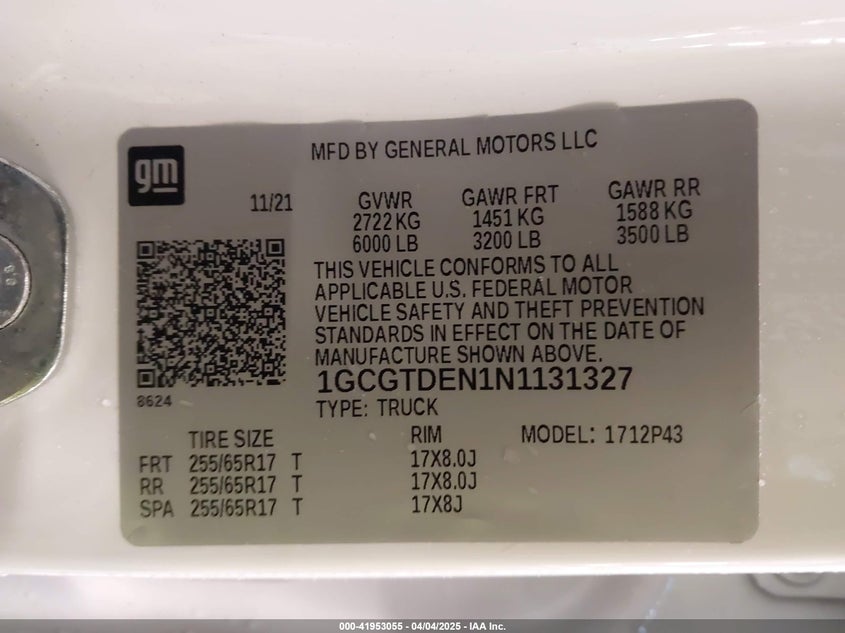 gm
MFD BY GENERAL MOTORS LLC
11/21
GVWR GAWR FRT GAWR RR
2722 KG 1451 KG 1588 KG
6000 LB 3200 LB 3500 LB
THIS VEHICLE CONFORMS TO ALL
APPLICABLE U.S. FEDERAL MOTOR
VEHICLE SAFETY AND THEFT PREVENTION
STANDARDS IN EFFECT ON THE DATE OF
MANUFACTURE SHOWN ABOVE.
1GCGTDEN1N1131327
8624
TYPE: TRUCK
TIRE SIZE RIM MODEL: 1712P43
FRT 255/65R17 T 17X8.0J
RR 255/65R17 T 17X8.0J
SPA 255/65R17 T 17X8J
000-41953055 - 04/04/2025 - IAA Inc.